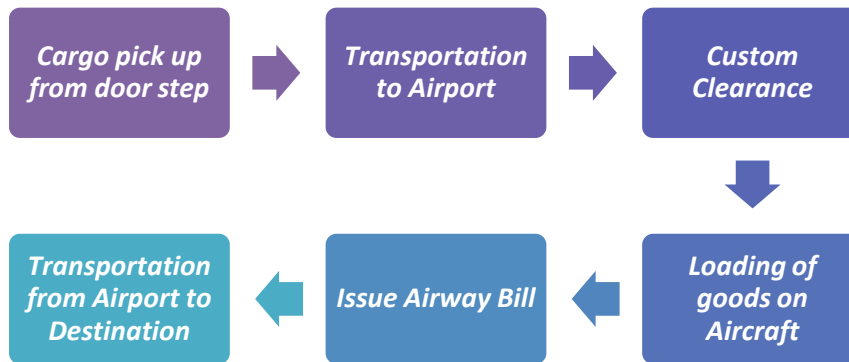 Cargo pick up
from door step
Transportation
to Airport
Custom
Clearance
Loading of
goods on
Aircraft
Issue Airway Bill
Transportation
from Airport to
Destination